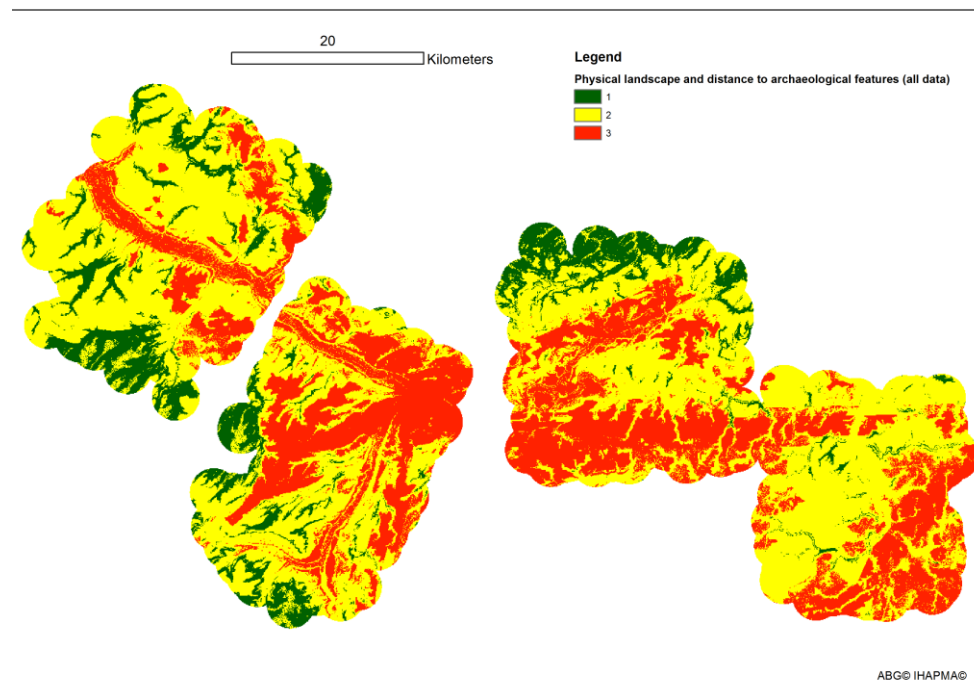 20
Kilometers
Legend
Physical landscape and distance to archaeological features (all data)
1
2
3
ABG© IHAPMA©